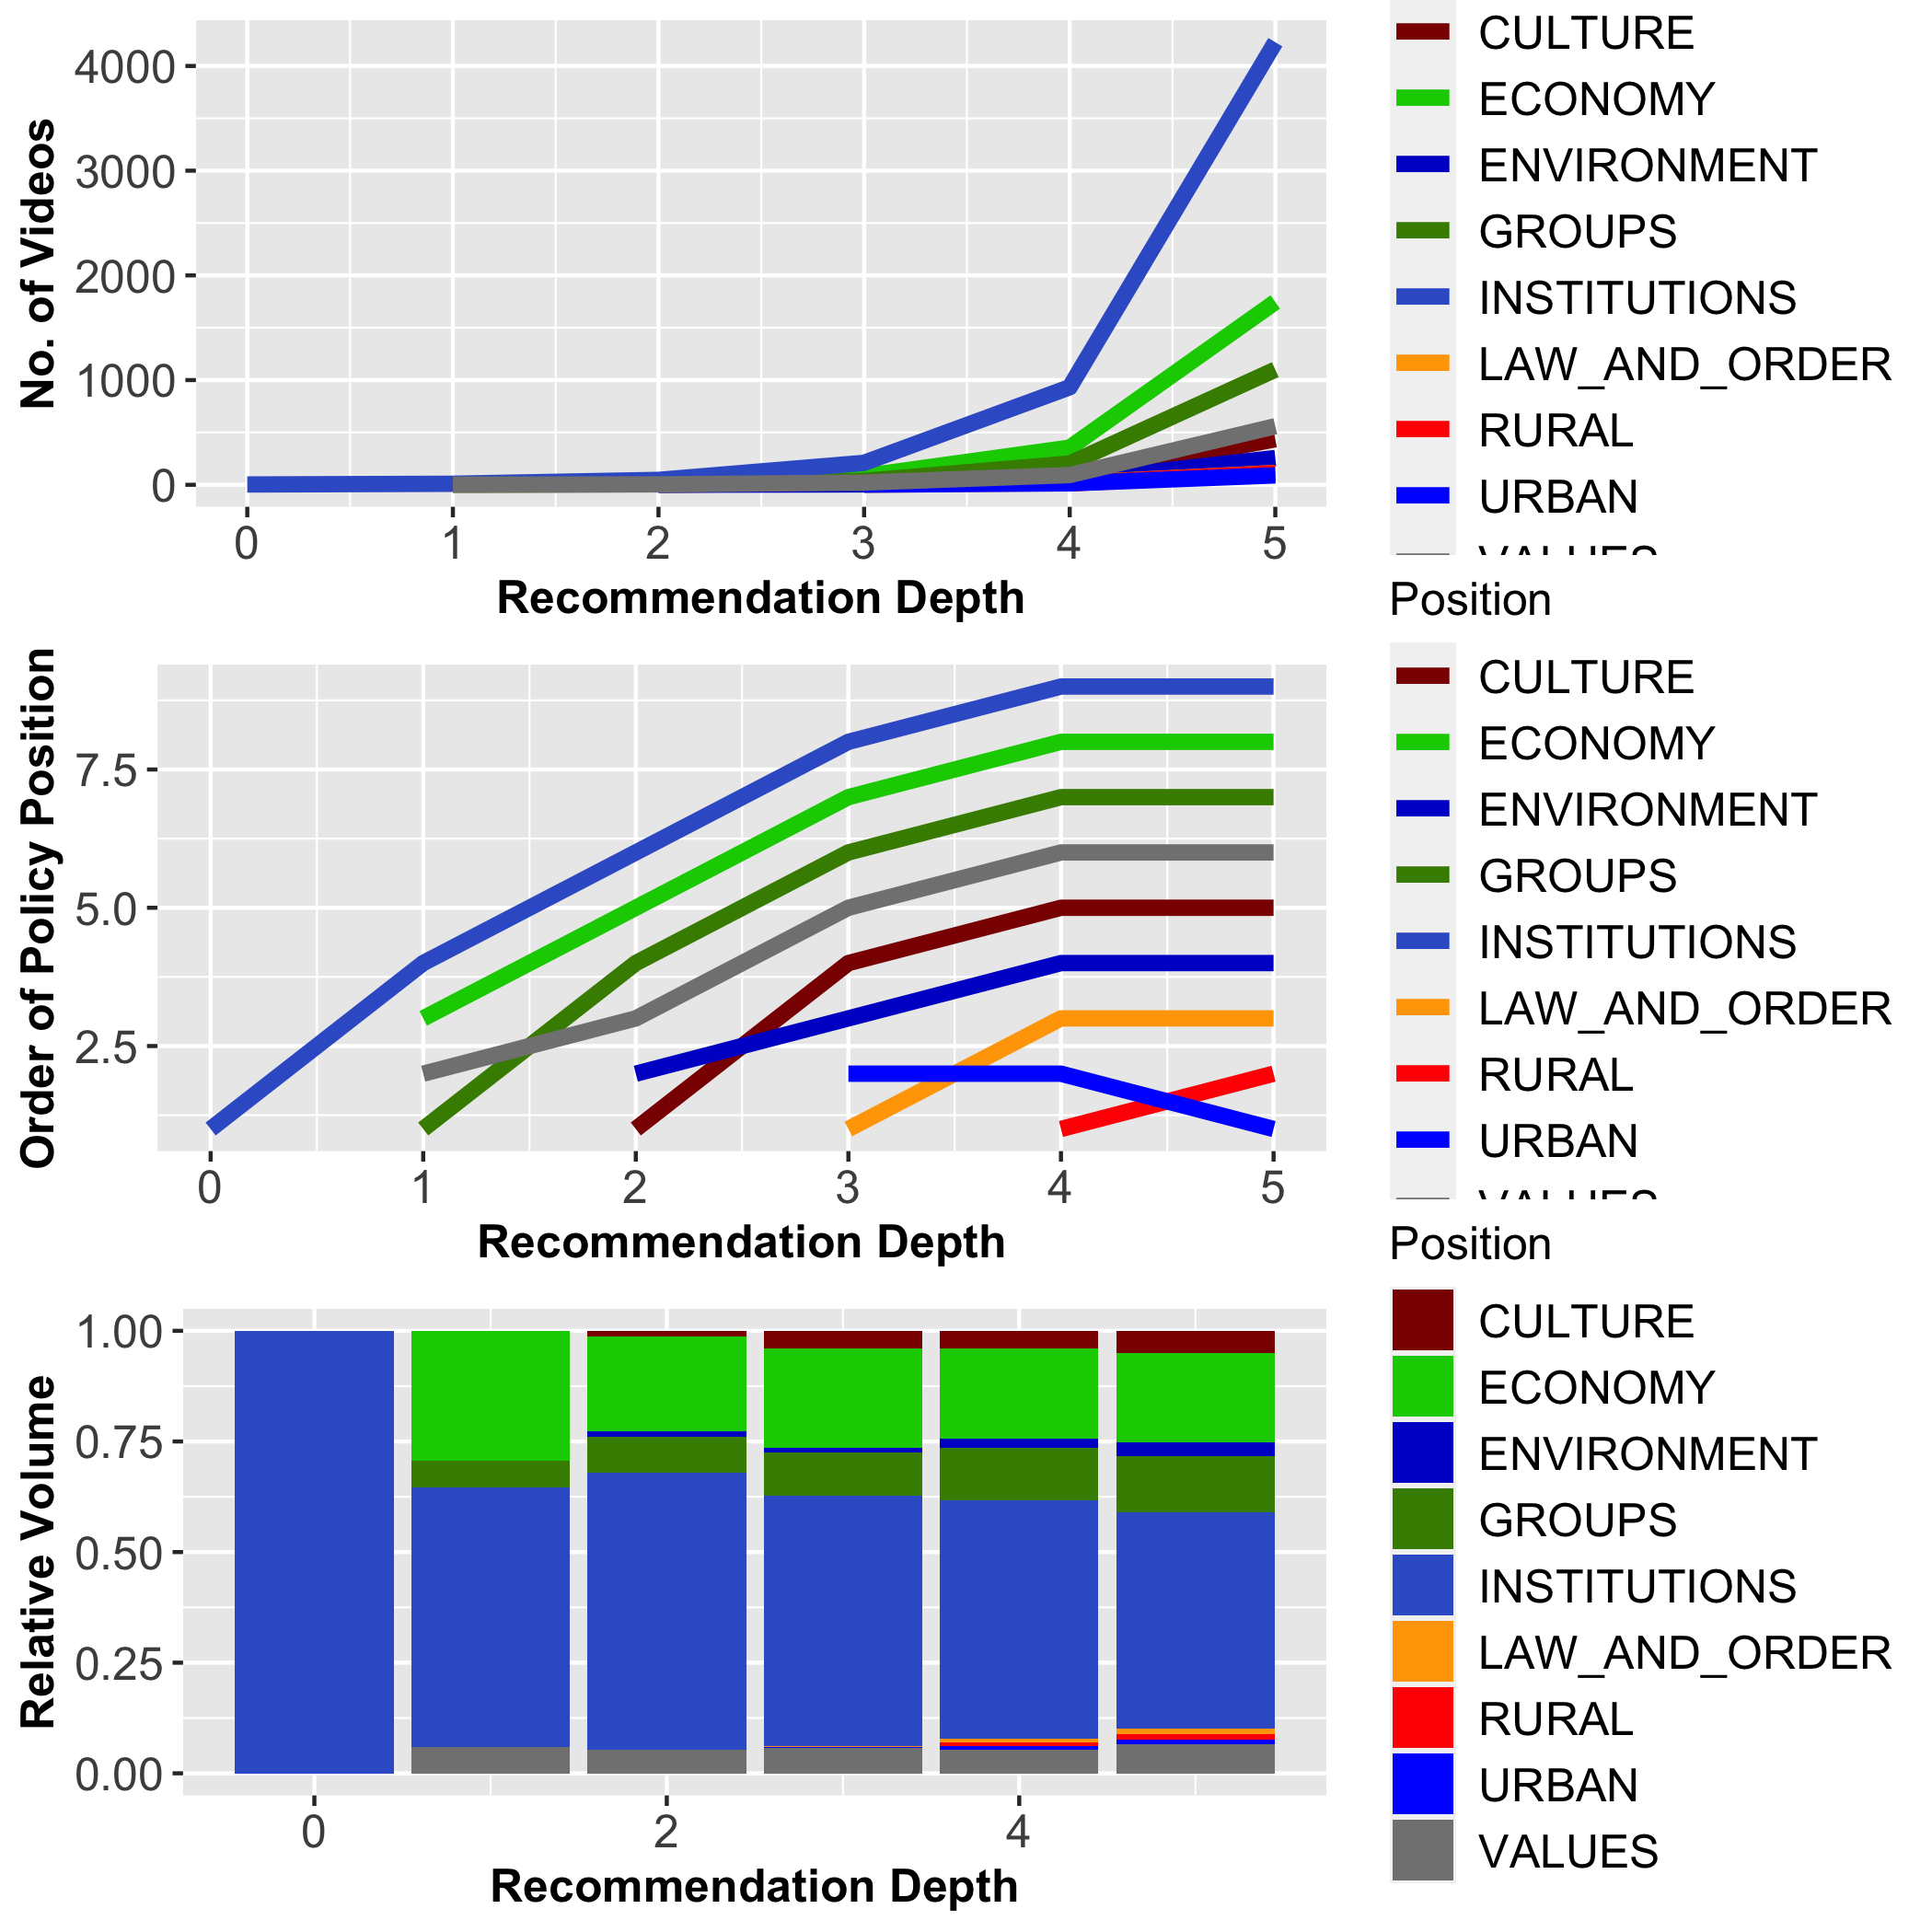 4000
3000
2000
1000
0
No. of Videos
0 1 2 3 4 5
Recommendation Depth
CULTURE
ECONOMY
ENVIRONMENT
GROUPS
INSTITUTIONS
LAW_AND_ORDER
RURAL
URBAN
VALUES
7.5
5.0
2.5
Order of Policy Position
0 1 2 3 4 5
Recommendation Depth
Position
CULTURE
ECONOMY
ENVIRONMENT
GROUPS
INSTITUTIONS
LAW_AND_ORDER
RURAL
URBAN
VALUES
1.00
0.75
0.50
0.25
0.00
Relative Volume
0 2 4
Recommendation Depth
Position
CULTURE
ECONOMY
ENVIRONMENT
GROUPS
INSTITUTIONS
LAW_AND_ORDER
RURAL
URBAN
VALUES